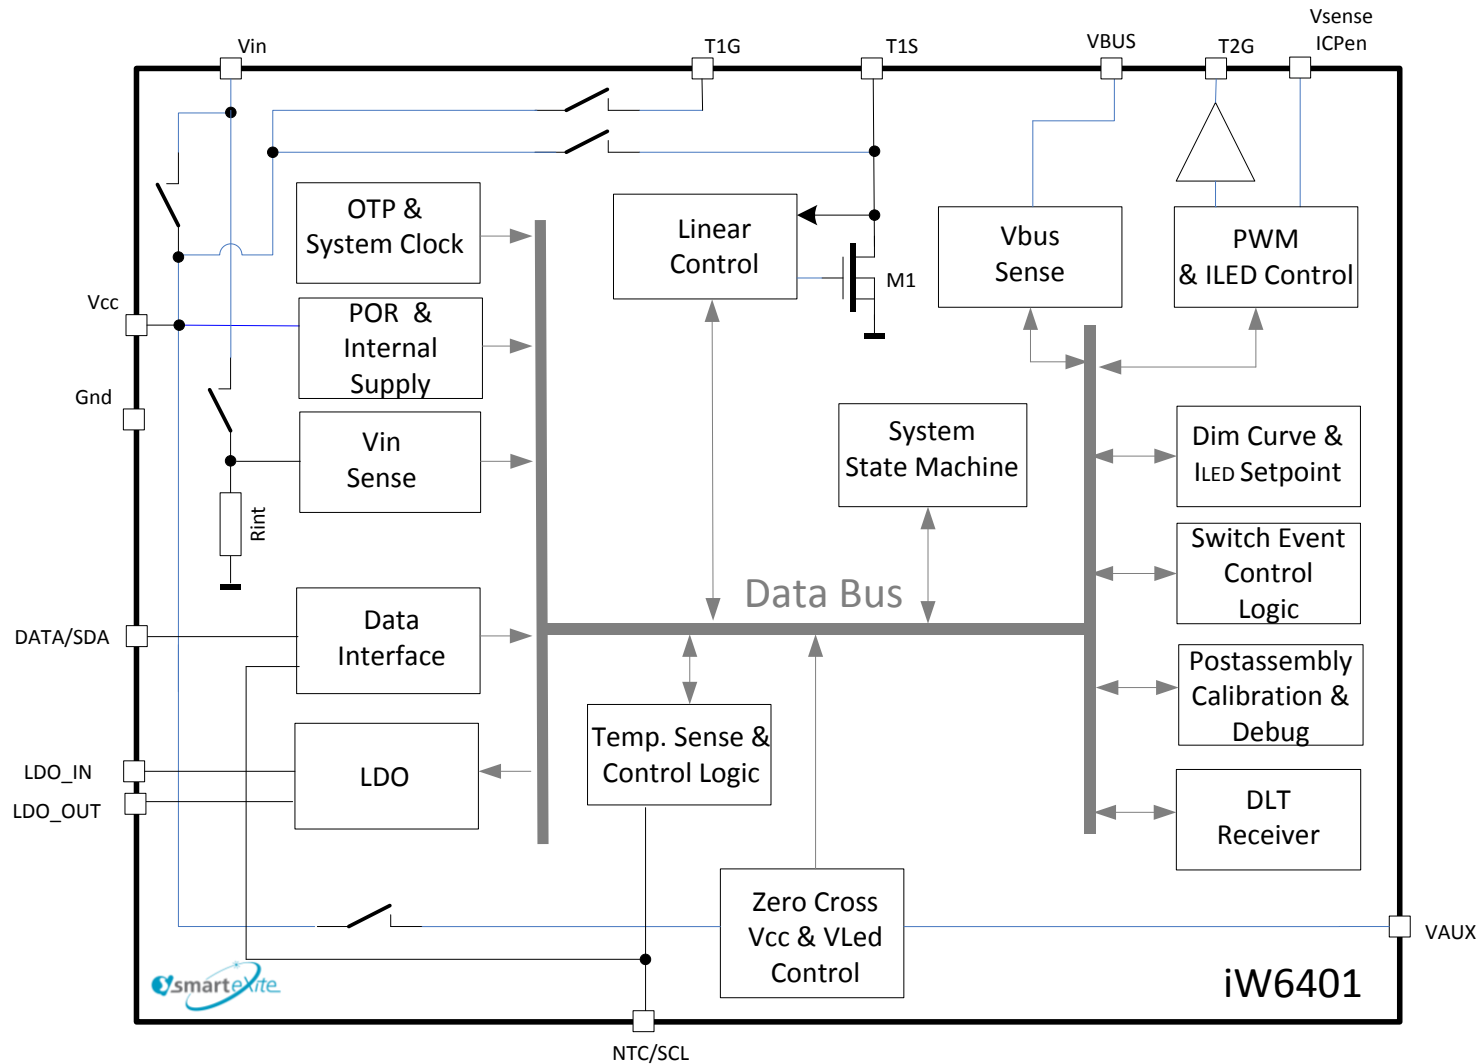 Vin
T1G
T1S
VBUS
T2G
Vsense
ICPen
OTP &
System Clock
Linear
Control
M1
Vbus
Sense
PWM
& ILED Control
Vcc
POR &
Internal
Supply
Gnd
Vin
Sense
Rint
System
State Machine
Dim Curve &
ILED Setpoint
Switch Event
Control
Logic
Data Bus
DATA/SDA
Data
Interface
Postassembly
Calibration &
Debug
Temp. Sense &
Control Logic
LDO_IN
LDO_OUT
LDO
DLT
Receiver
Zero Cross
Vcc & VLed
Control
VAUX
smarteXite
iW6401
NTC/SCL